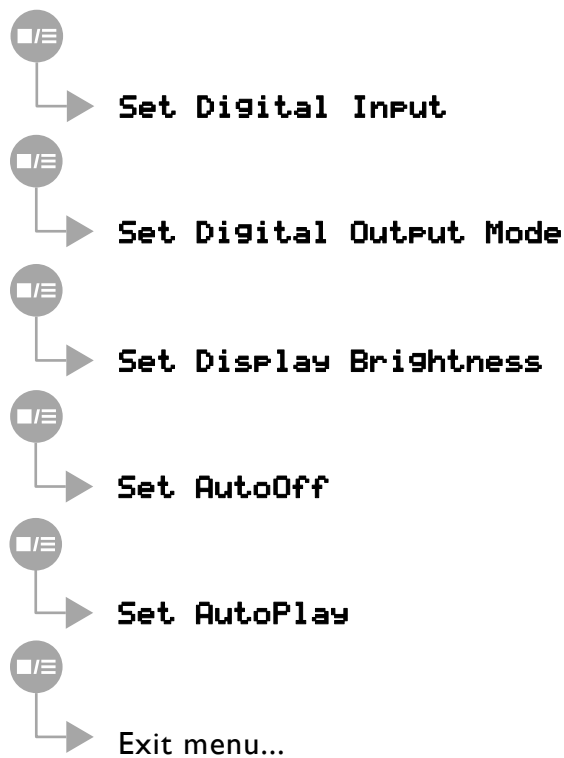 Set Digital Input
Set Digital Output Mode
Set Display Brightness
Set AutoOff
Set AutoPlay
Exit menu...